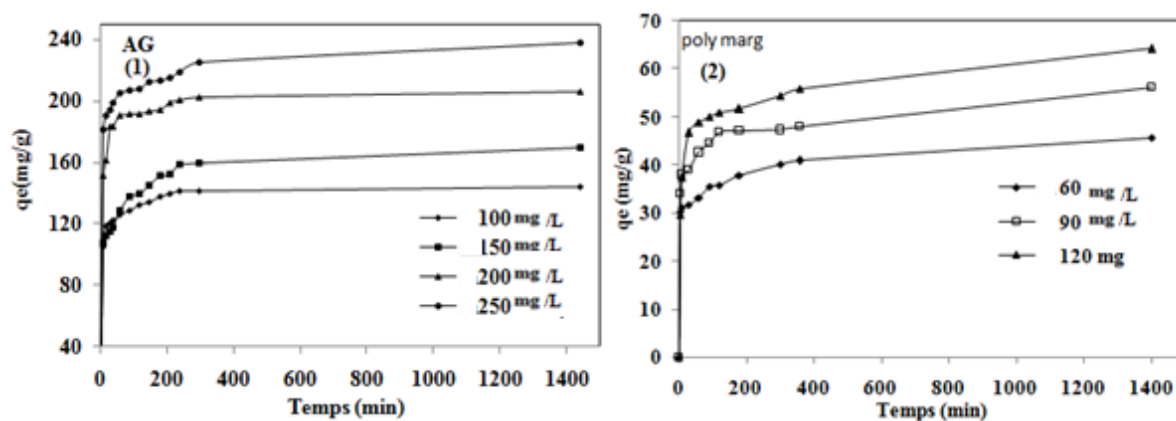 AG
(1)
240
200
160
120
80
40
qe(mg/g)
100 mg /L
150 mg /L
200 mg /L
250 mg /L
0 200 400 600 800 1000 1200 1400
Temps (min)
poly marg
(2)
70
60
50
40
30
20
10
0
qe (mg/g)
60 mg /L
90 mg /L
120 mg
0 200 400 600 800 1000 1200 1400
Temps (min)